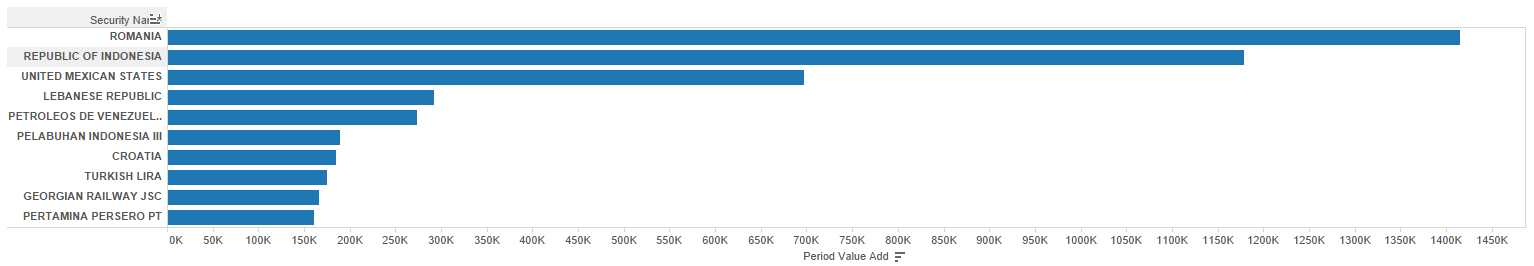 Security Na
ROMANIA
REPUBLIC OF INDONESIA
UNITED MEXICAN STATES
LEBANESE REPUBLIC
PETROLEOS DE VENEZUEL..
PELABUHAN INDONESIA III
CROATIA
TURKISH LIRA
GEORGIAN RAILWAY JSC
PERTAMINA PERSERO PT
0K 50K 100K 150K 200K 250K 300K 350K 400K 450K 500K 550K 600K 650K 700K 750K 800K 850K 900K 950K 1000K 1050K 1100K 1150K 1200K 1250K 1300K 1350K 1400K 1450K
Period Value Add